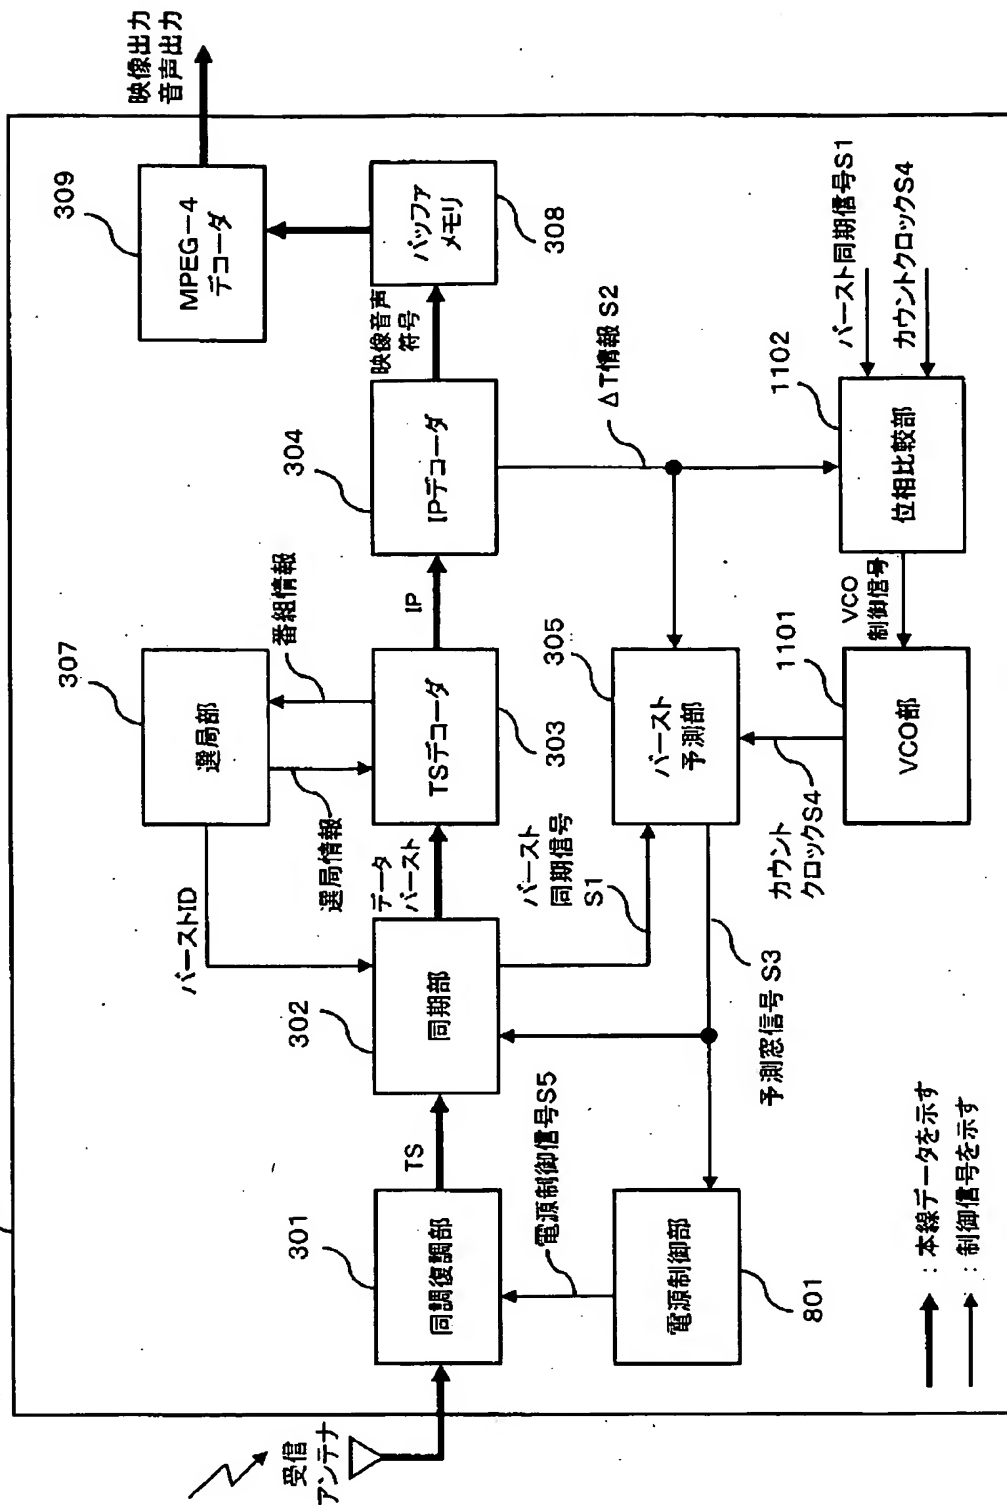 映像出力
音声出力
309
MPEG－4
デコーダ
バッファ
メモリ
308
映像音声
符号
304
IPデコーダ
ΔT情報 S2
バースト同期信号S1
カウントクロックS4
1102
位相比較部
VCO
制御信号
307
選局部
番組情報
選局情報
IP
TSデコーダ
303
305
バースト
予測部
1101
VCO部
カウント
クロックS4
バーストID
データ
バースト
バースト
同期信号
S1
302
同期部
予測窓信号 S3
TS
301
同調復調部
電源制御信号S5
電源制御部
801
受信
アンテナ
：本線データを示す
：制御信号を示す